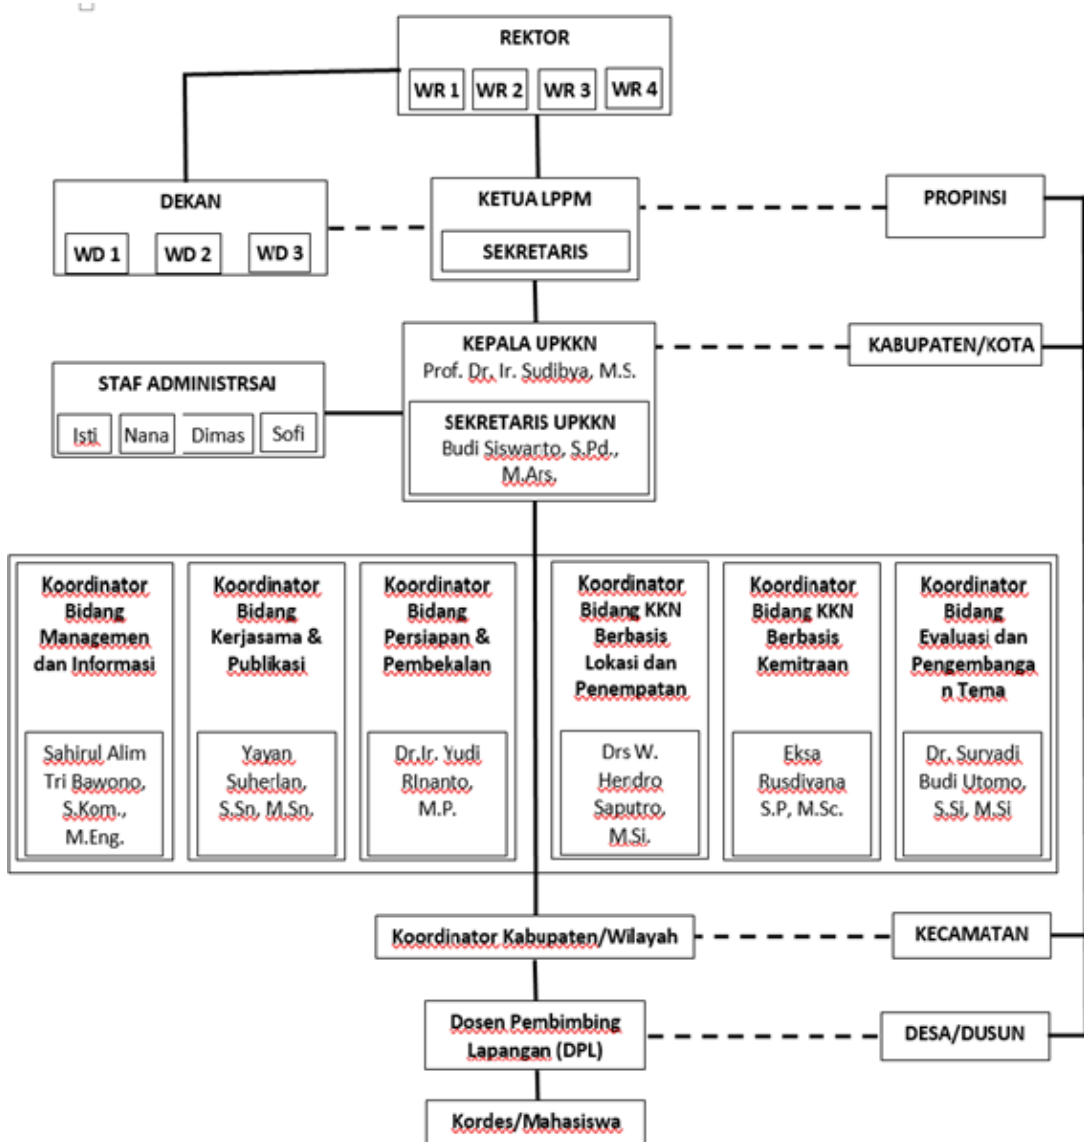 REKTOR
WR 1 WR 2 WR 3 WR 4
DEKAN
WD 1 WD 2 WD 3
KETUA LPPM
SEKRETARIS
PROPINSI
KEPALA UPKKN
Prof. Dr. Ir. Sudibya, M.S.
SEKRETARIS UPKKN
Budi Siswanto, S.Pd.,
M.Ars.
KABUPATEN/KOTA
STAF ADMINISTRSAI
Isti Nana Dimas Sofi
Koordinator
Bidang
Managemen
dan Informasi
Sahirul Alim
Tri Bawono,
S.Kom.,
M.Eng.
Koordinator
Bidang
Kerjasama &
Publikasi
Yayan
Suherlan,
S.Sn, M.Sn.
Koordinator
Bidang
Persiapan &
Pembekalan
Dr.Ir. Yudi
RInanto,
M.P.
Koordinator
Bidang KKN
Berbasis
Lokasi dan
Penempatan
Drs W.
Hendro
Saputro,
M.Si.
Koordinator
Bidang KKN
Berbasis
Kemitraan
Eksa
Rusdiyana
S.P, M.Sc.
Koordinator
Bidang
Evaluasi dan
Pengembanga
n Tema
Dr. Suryadi
Budi Utomo,
S.Si, M.Si
Koordinator Kabupaten/Wilayah
KECAMATAN
Dosen Pembimbing
Lapangan (DPL)
DESA/DUSUN
Kordes/Mahasiswa